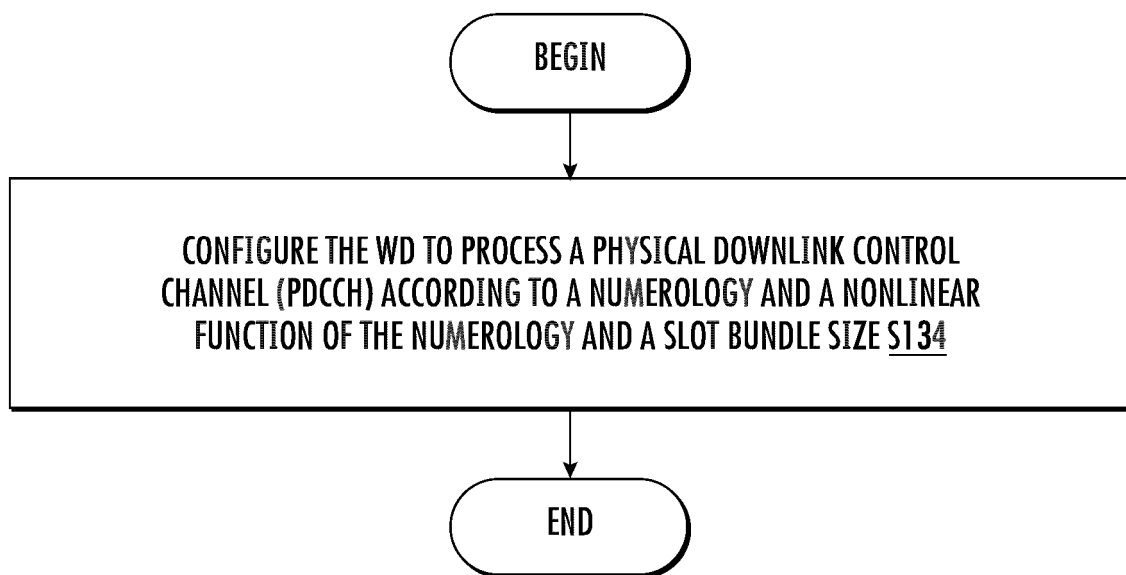 BEGIN
CONFIGURE THE WD TO PROCESS A PHYSICAL DOWNLINK CONTROL
CHANNEL (PDCCH) ACCORDING TO A NUMEROLOGY AND A NONLINEAR
FUNCTION OF THE NUMEROLOGY AND A SLOT BUNDLE SIZE S134
END